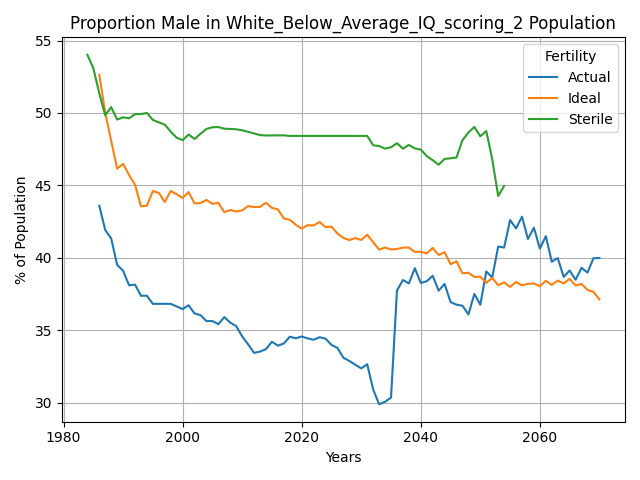 Proportion Male in White_Below_Average_IQ_scoring_2 Population
55
50
45
40
35
30
% of Population
Fertility
Actual
Ideal
Sterile
1980
2000
2020
2040
2060
Years